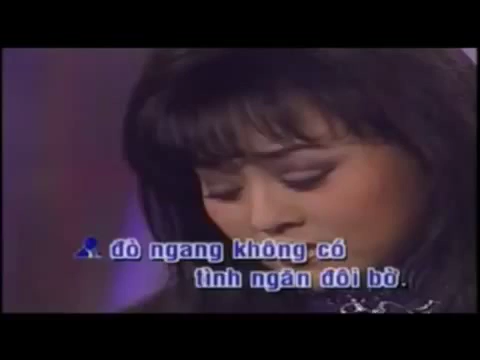 đò ngang không có
tình ngăn đôi bờ.